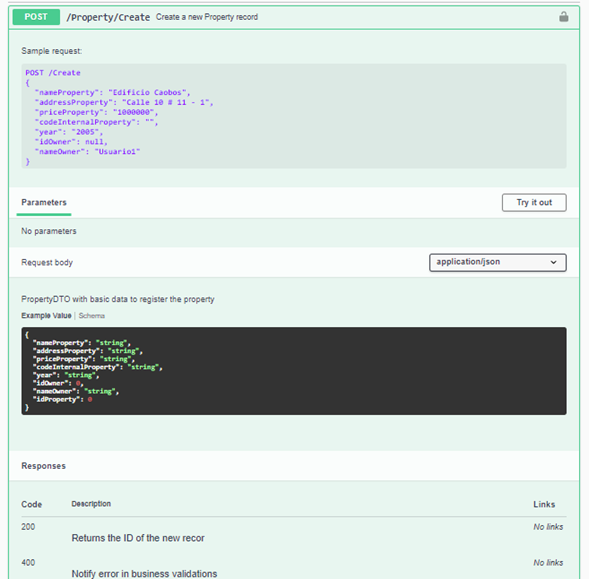 POST /Property/Create Create a new Property record
Sample request:
POST /Create
{
"nameProperty": "Edificio Caobos",
"addressProperty": "Calle 10 # 11 - 1",
"priceProperty": "1000000",
"codeInternalProperty": "",
"year": "2005",
"idOwner": null,
"nameOwner": "Usuario1"
}
Parameters Try it out
No parameters
Request body application/json
PropertyDTO with basic data to register the property
Example Value | Schema
{
"nameProperty": "string",
"addressProperty": "string",
"priceProperty": "string",
"codeInternalProperty": "string",
"year": "string",
"idOwner": 0,
"nameOwner": "string",
"idProperty": 0
}
Responses
Code Description Links
200 No links
Returns the ID of the new recor
400 No links
Notify error in business validations